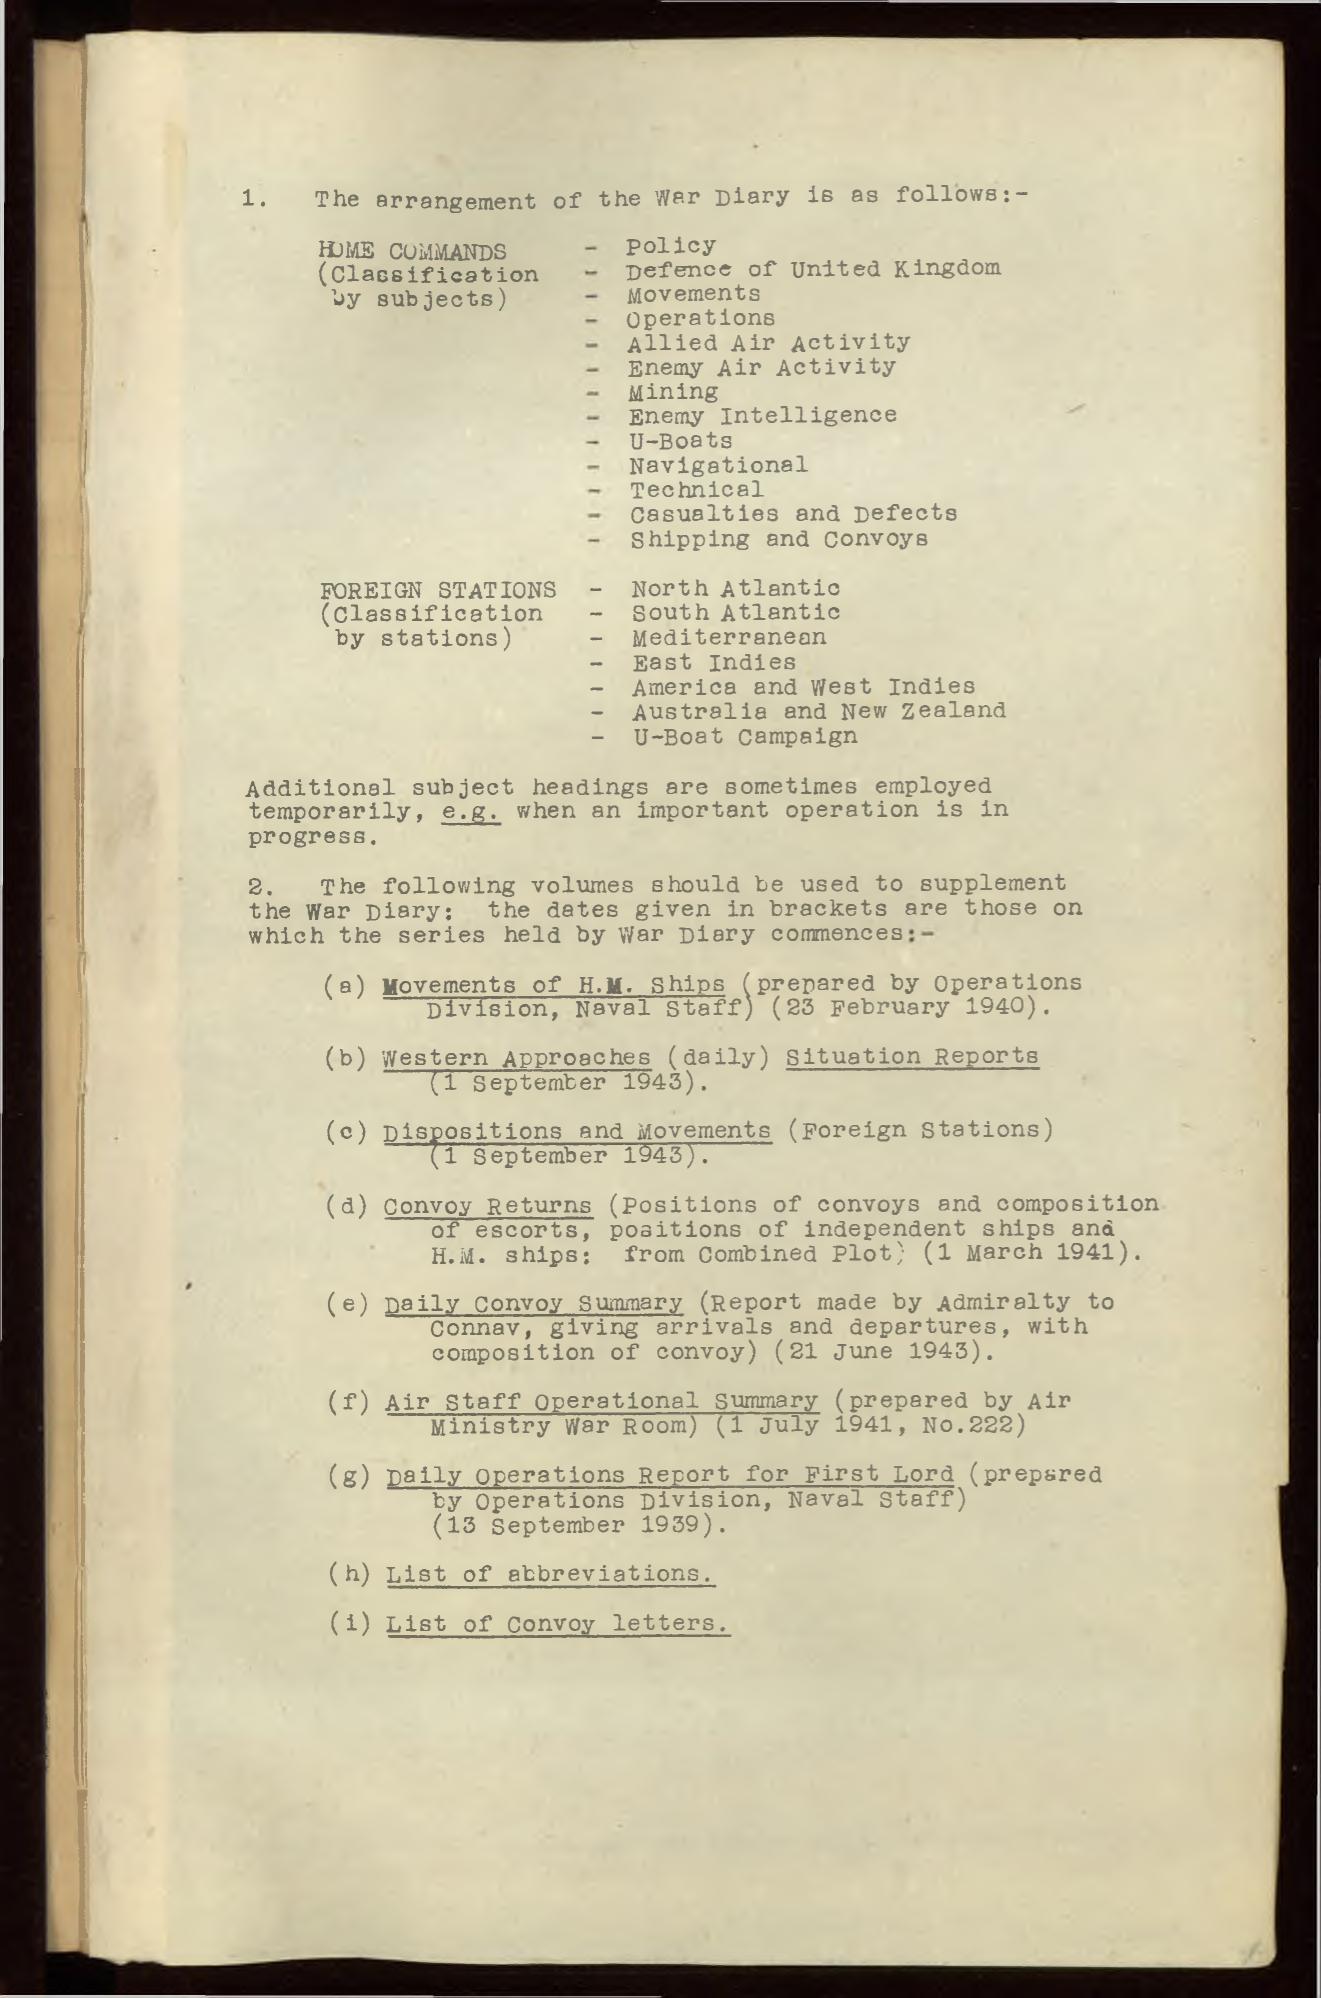 1. The arrangement of the War Diary is as follows:-
HOME COMMANDS - Policy
(Classification - Defence of United Kingdom
by subjects) - Movements
- Operations
- Allied Air Activity
- Enemy Air Activity
- Mining
- Enemy Intelligence
- U-Boats
- Navigational
- Technical
- Casualties and Defects
- Shipping and Convoys
FOREIGN STATIONS - North Atlantic
(Classification - South Atlantic
by stations) - Mediterranean
- East Indies
- America and West Indies
- Australia and New Zealand
- U-Boat Campaign
Additional subject headings are sometimes employed
temporarily, e.g. when an important operation is in
progress.
2. The following volumes should be used to supplement
the War Diary: the dates given in brackets are those on
which the series held by War Diary commences:-
(a) Movements of H.M. Ships (prepared by Operations
Division, Naval Staff) (23 February 1940).
(b) Western Approaches (daily) Situation Reports
(1 September 1943).
(c) Dispositions and Movements (Foreign Stations)
(1 September 1943).
(d) Convoy Returns (Positions of convoys and composition
of escorts, positions of independent ships and
H.M. ships: from Combined Plot) (1 March 1941).
(e) Daily Convoy Summary (Report made by Admiralty to
Connav, giving arrivals and departures, with
composition of convoy) (21 June 1943).
(f) Air Staff Operational Summary (prepared by Air
Ministry War Room) (1 July 1941, No.222)
(g) Daily Operations Report for First Lord (prepared
by Operations Division, Naval Staff)
(13 September 1939).
(h) List of abbreviations.
(i) List of Convoy letters.